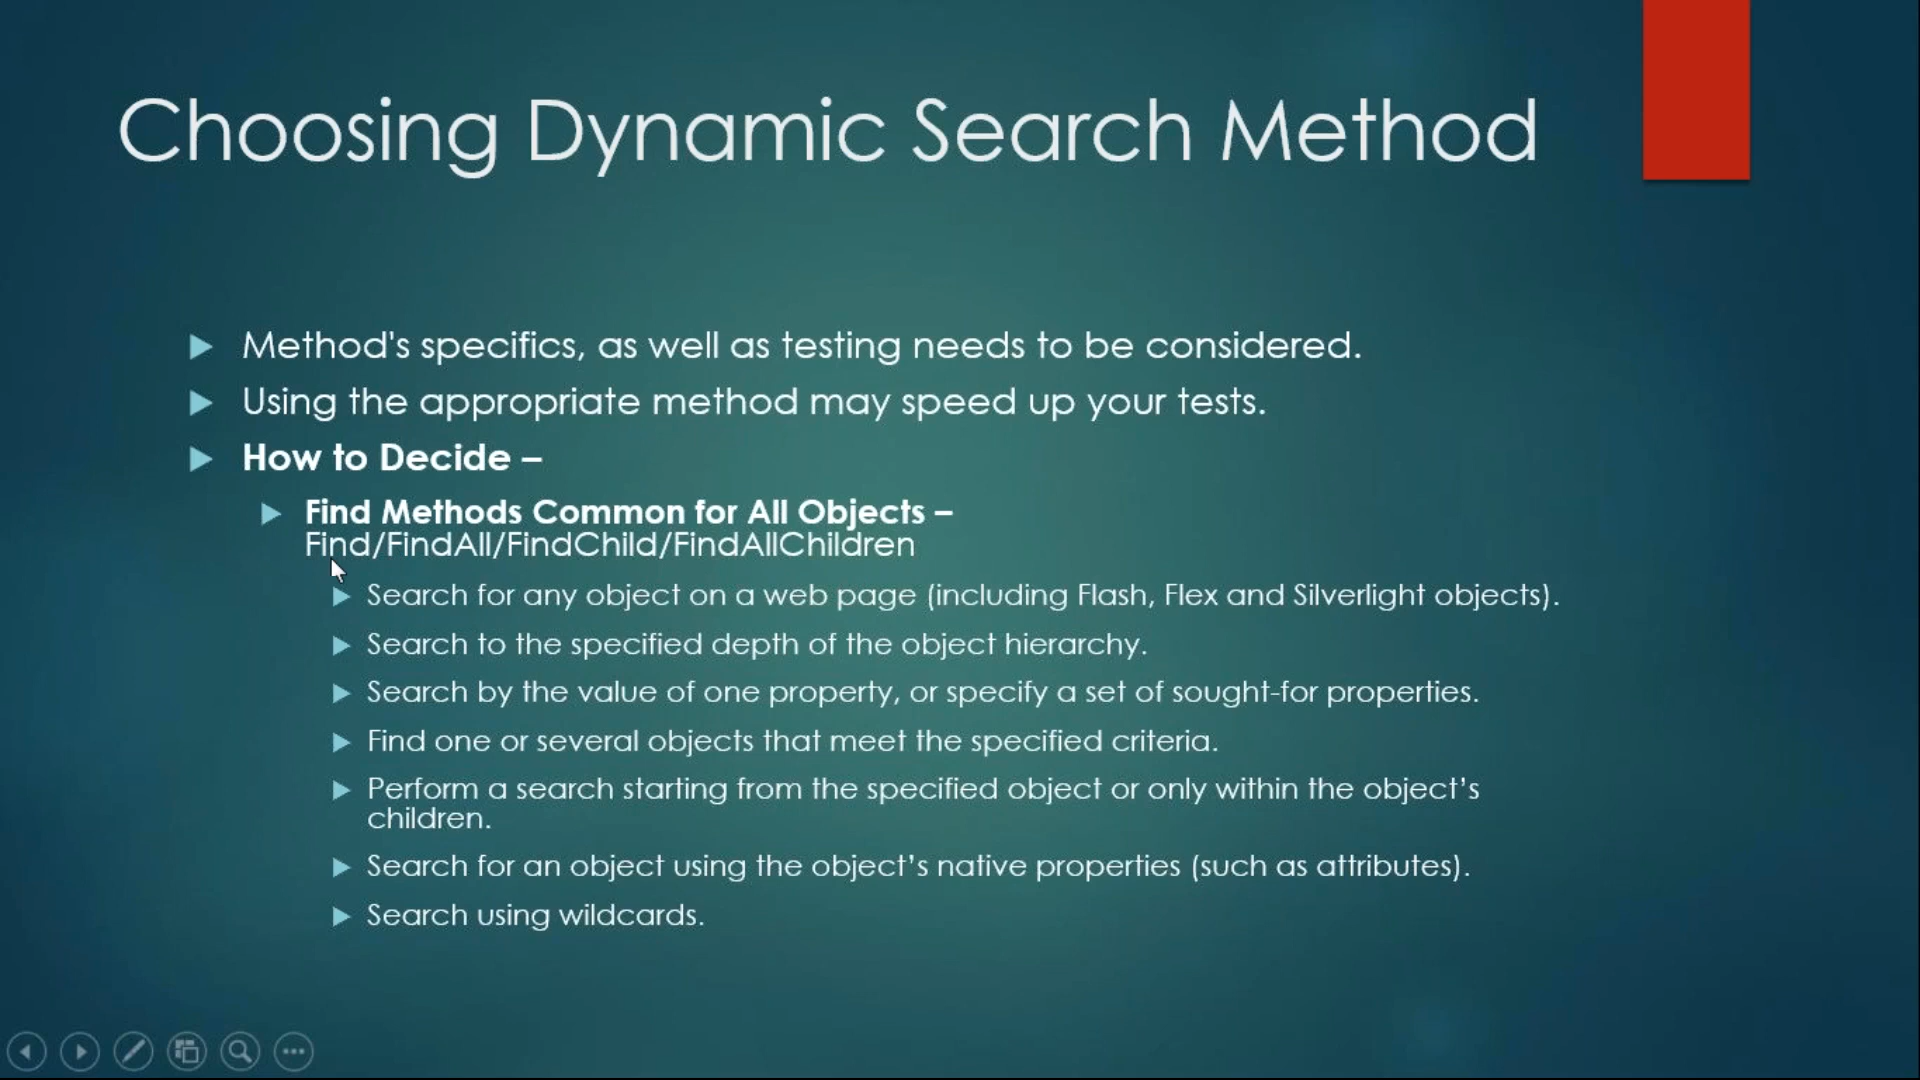 Choosing Dynamic Search Method
Method's specifics, as well as testing needs to be considered.
Using the appropriate method may speed up your tests.
How to Decide –
Find Methods Common for All Objects –
Find/FindAll/FindChild/FindAllChildren
Search for any object on a web page (including Flash, Flex and Silverlight objects).
Search to the specified depth of the object hierarchy.
Search by the value of one property, or specify a set of sought-for properties.
Find one or several objects that meet the specified criteria.
Perform a search starting from the specified object or only within the object’s
children.
Search for an object using the object’s native properties (such as attributes).
Search using wildcards.